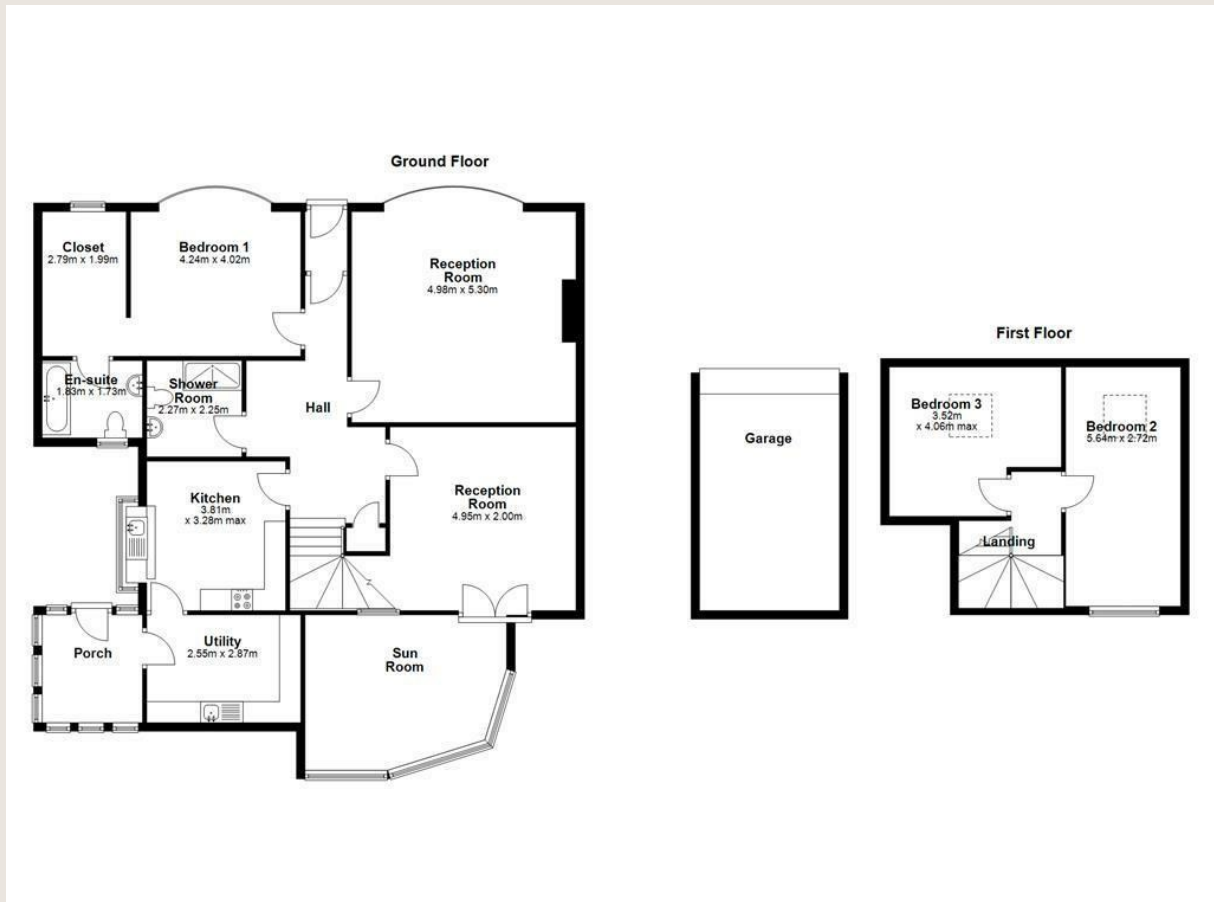 Ground Floor
Closet
2.79m x 1.99m
Bedroom 1
4.24m x 4.02m
Reception
Room
4.98m x 5.30m
En-suite
1.83m x 1.73m
Shower
Room
2.27m x 2.25m
Hall
Kitchen
3.81m
x 3.28m max
Reception
Room
4.95m x 2.00m
Porch
Utility
2.55m x 2.87m
Sun
Room
Garage
First Floor
Bedroom 3
3.52m
x 4.06m max
Bedroom 2
5.64m x 2.72m
Landing